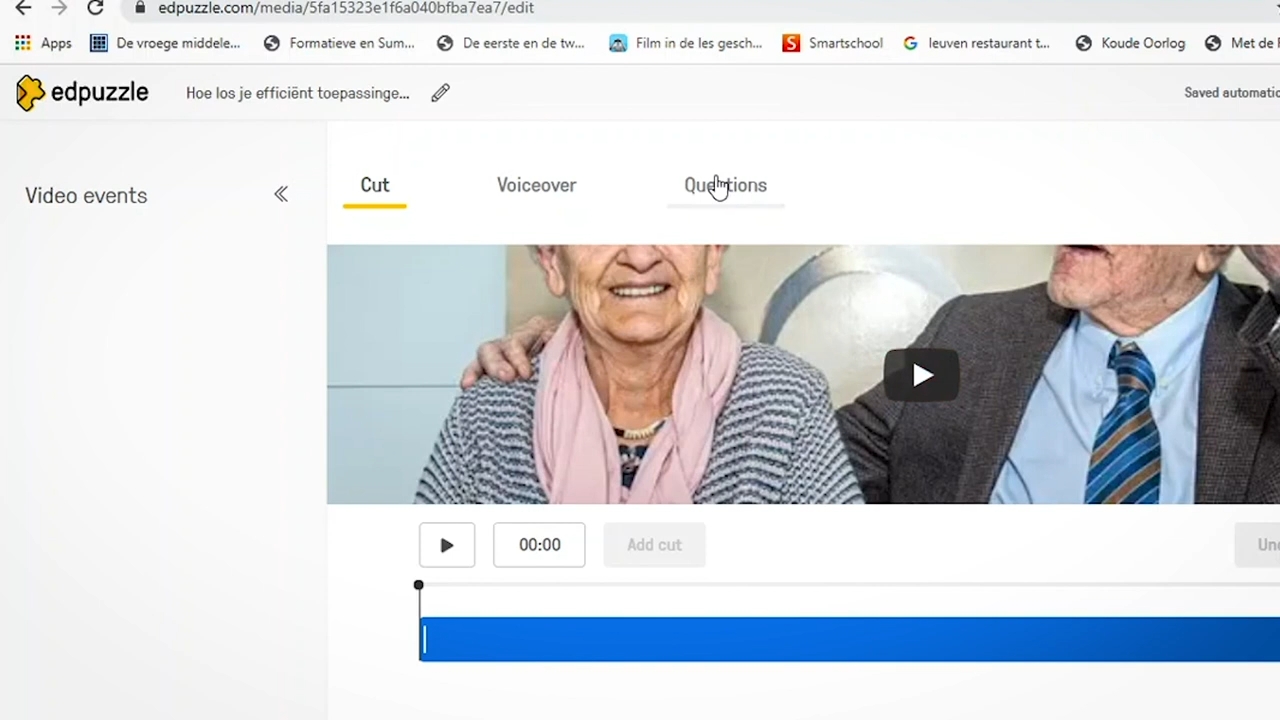 edpuzzle.com/media/5fa15323e1f6a040bfba7ea7/edit
Apps De vroege middele... Formatieve en Sum... De eerste en de tw... Film in de les gesch... Smartschool leuven restaurant t... Koude Oorlog Met de
edpuzzle Hoe los je efficiënt toepassinge... Saved automatic
Video events
Cut Voiceover Questions
00:00 Add cut